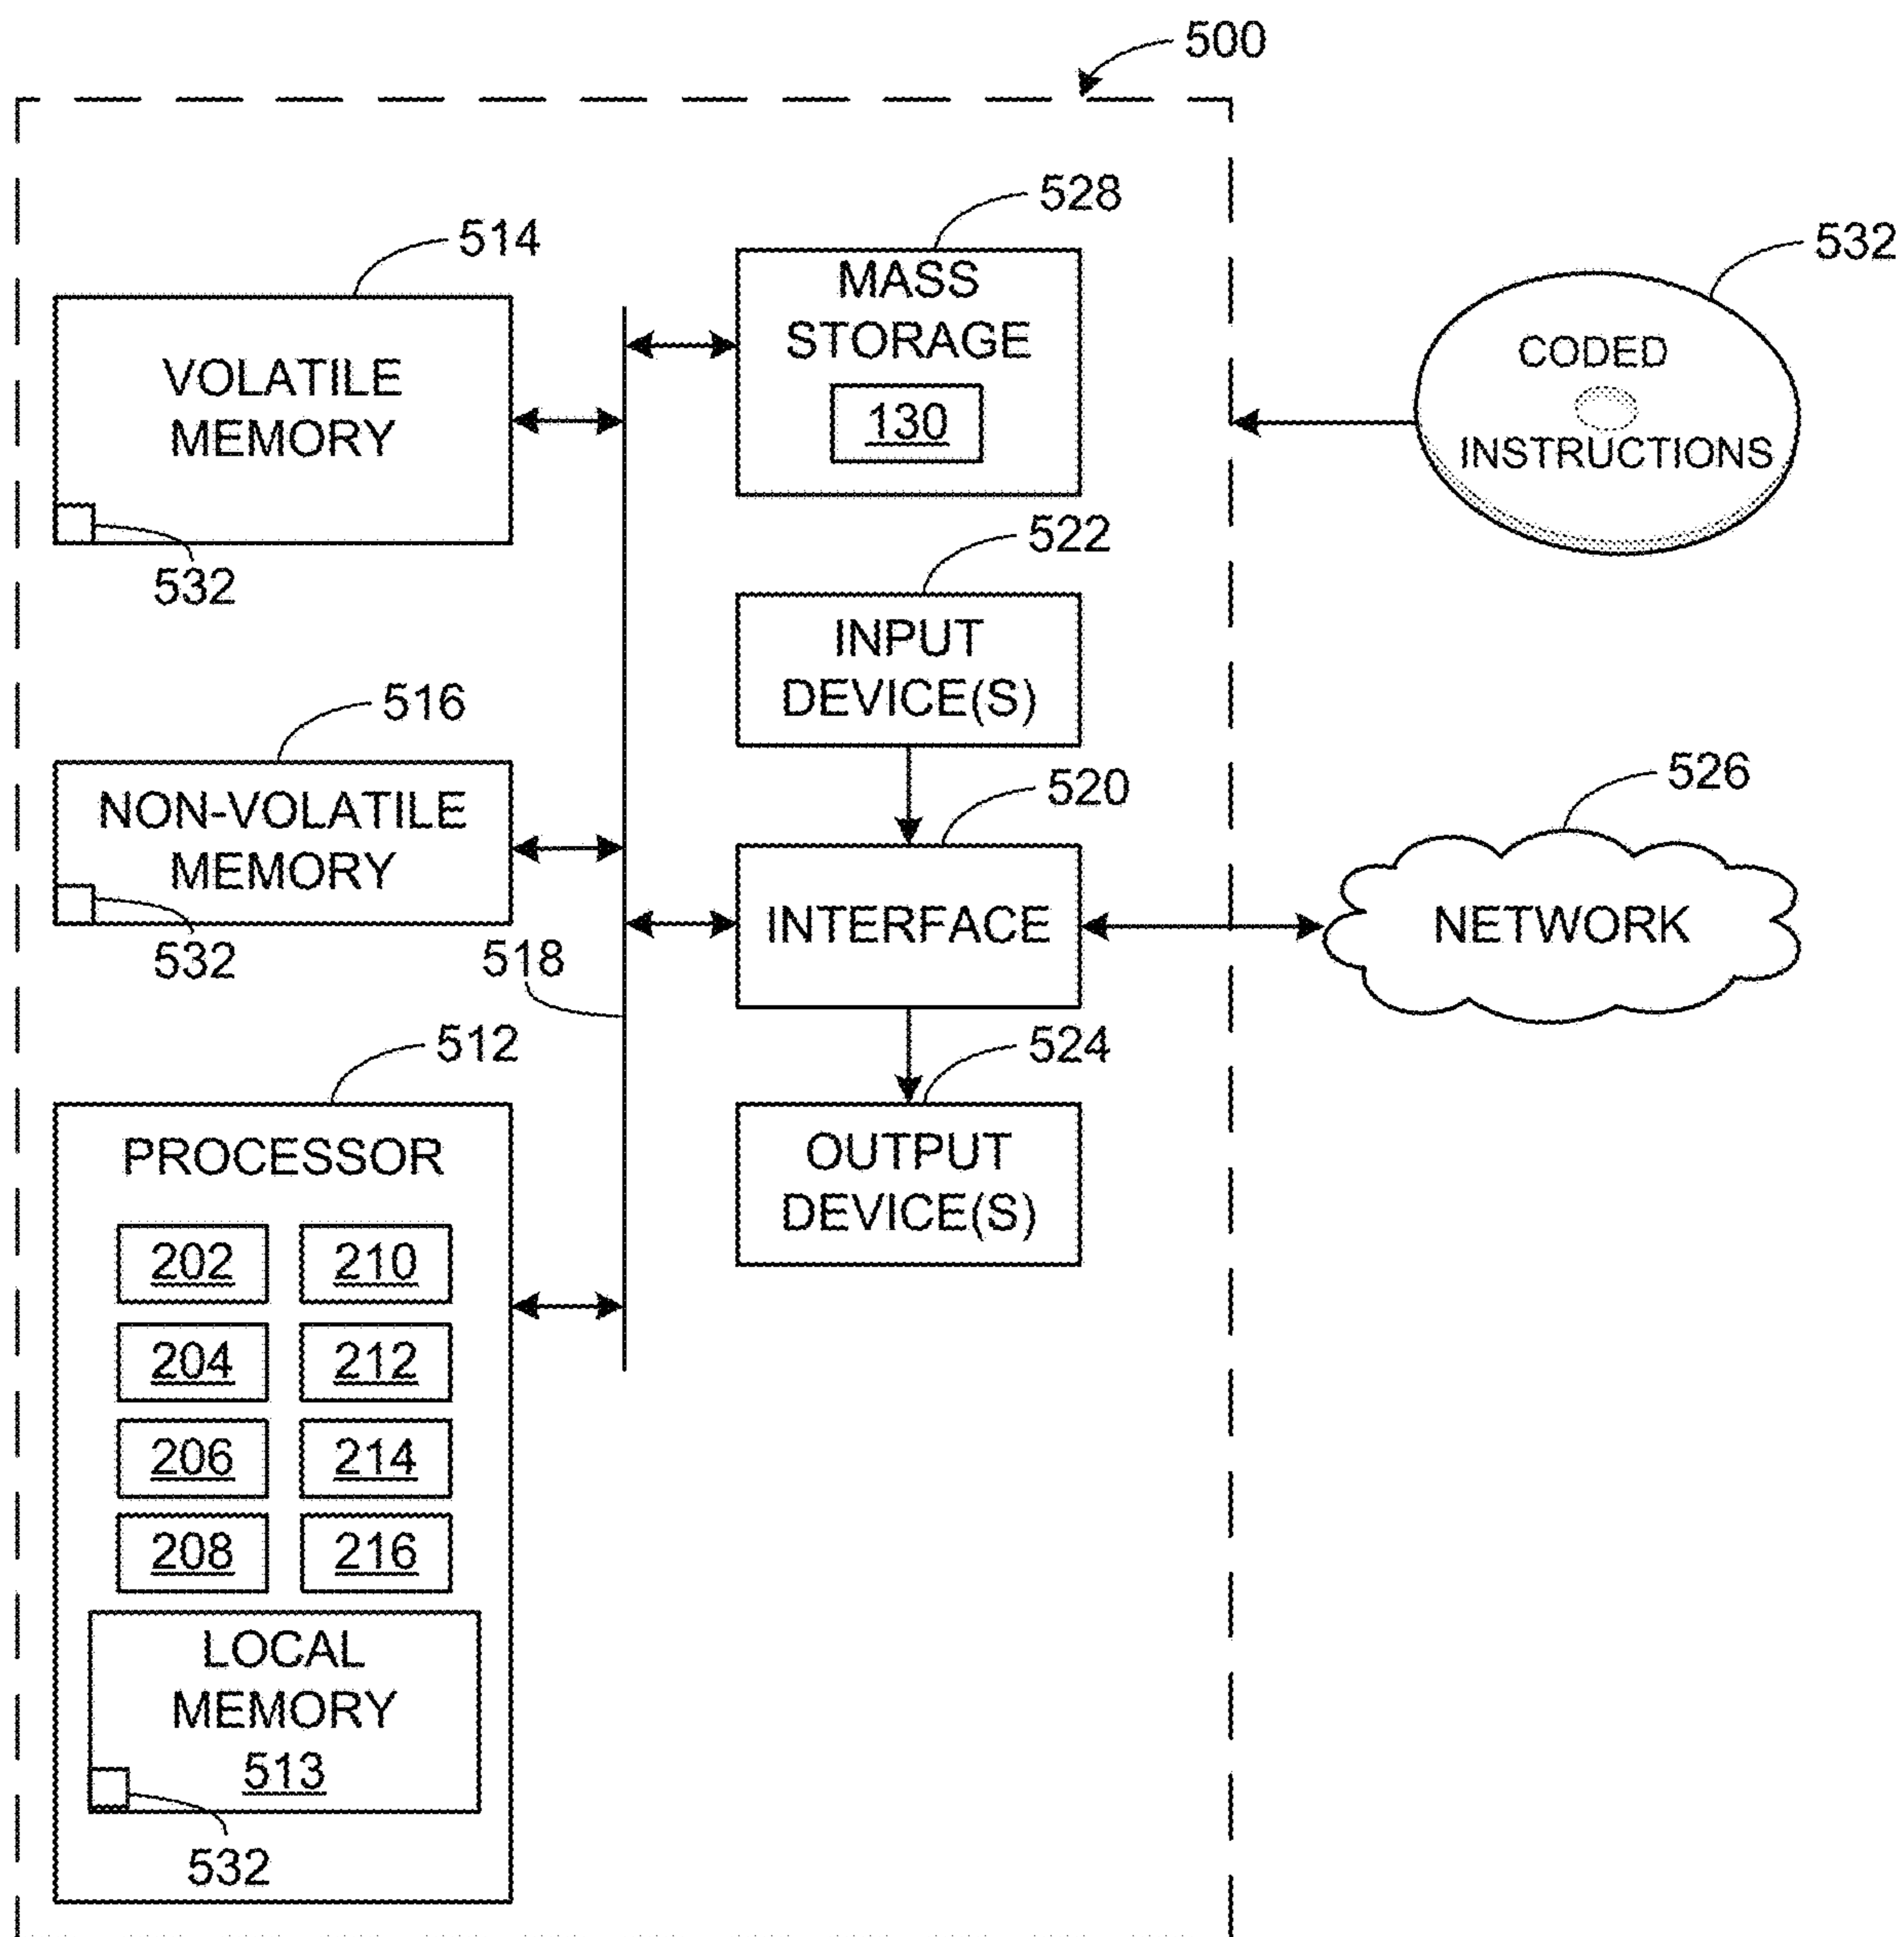 500
528
514
532
MASS
STORAGE
130
VOLATILE
MEMORY
532
CODED
INSTRUCTIONS
522
INPUT
DEVICE(S)
516
NON-VOLATILE
MEMORY
532
518
520
INTERFACE
526
NETWORK
512
524
OUTPUT
DEVICE(S)
PROCESSOR
202 210
204 212
206 214
208 216
LOCAL
MEMORY
513
532